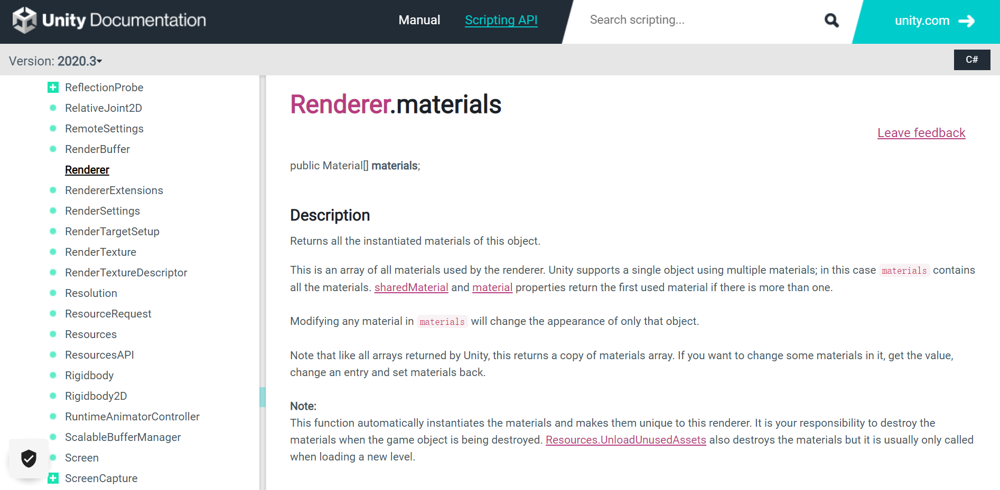 Unity Documentation
Manual
Scripting API
Search scripting...
unity.com
Version: 2020.3
C#
ReflectionProbe
RelativeJoint2D
RemoteSettings
RenderBuffer
Renderer
RendererExtensions
RenderSettings
RenderTargetSetup
RenderTexture
RenderTextureDescriptor
Resolution
ResourceRequest
Resources
ResourcesAPI
Rigidbody
Rigidbody2D
RuntimeAnimatorController
ScalableBufferManager
Screen
ScreenCapture
Renderer.materials
Leave feedback
public Material[] materials;
Description
Returns all the instantiated materials of this object.
This is an array of all materials used by the renderer. Unity supports a single object using multiple materials; in this case materials contains
all the materials. sharedMaterial and material properties return the first used material if there is more than one.
Modifying any material in materials will change the appearance of only that object.
Note that like all arrays returned by Unity, this returns a copy of materials array. If you want to change some materials in it, get the value,
change an entry and set materials back.
Note:
This function automatically instantiates the materials and makes them unique to this renderer. It is your responsibility to destroy the
materials when the game object is being destroyed. Resources.UnloadUnusedAssets also destroys the materials but it is usually only called
when loading a new level.